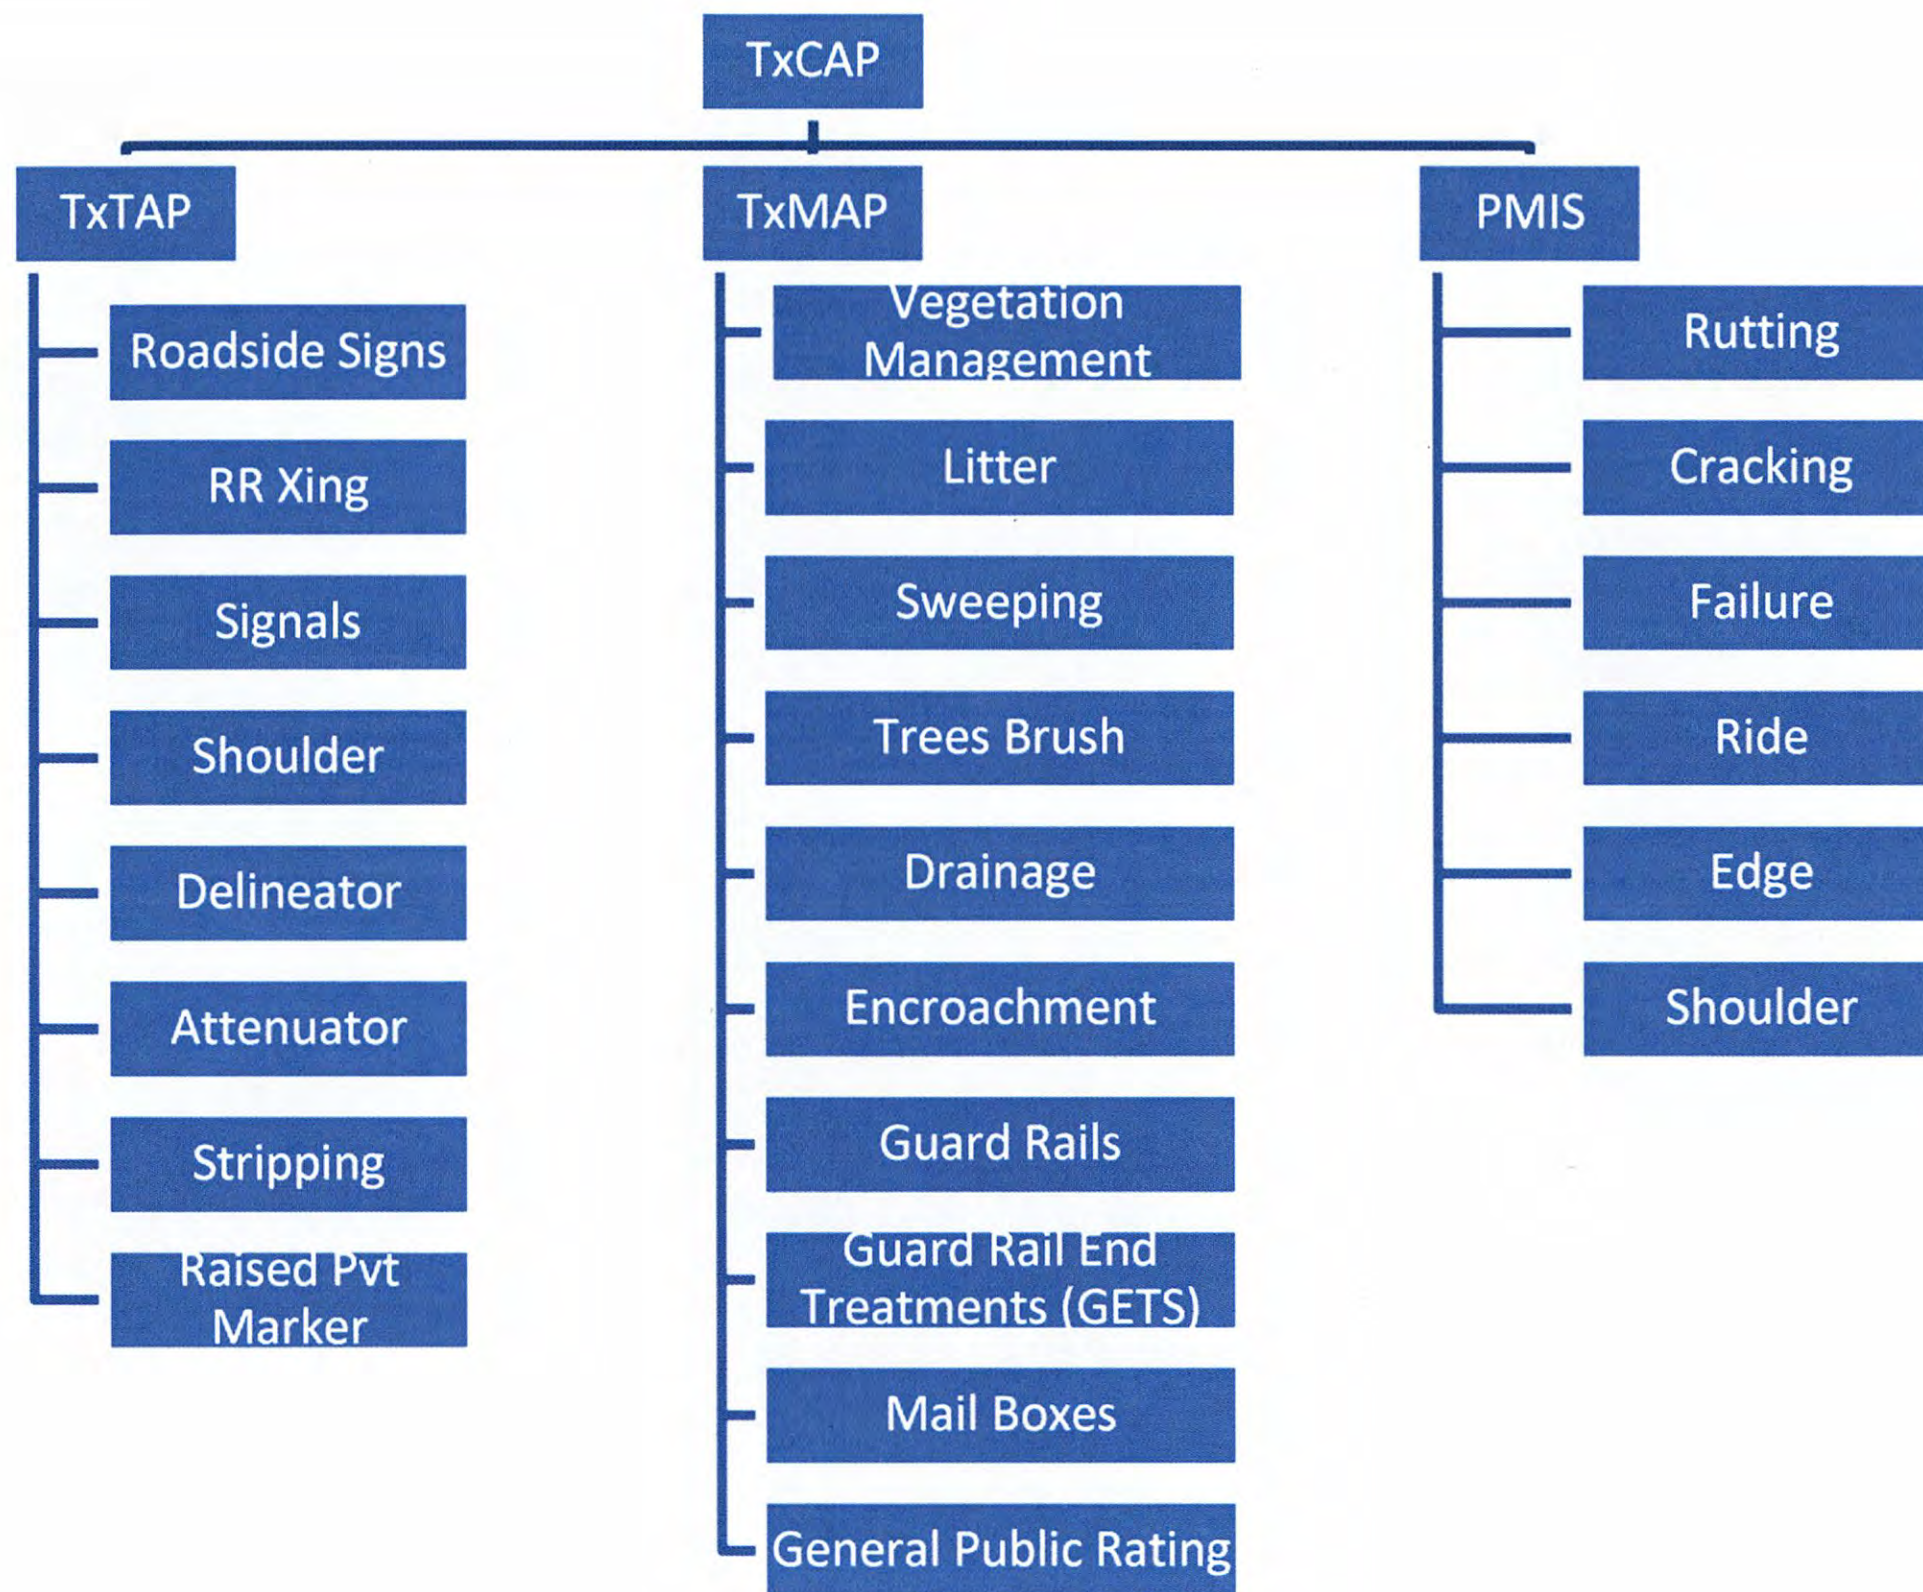 TxCAP
TxTAP
Roadside Signs
RR Xing
Signals
Shoulder
Delineator
Attenuator
Stripping
Raised Pvt
Marker
TxMAP
Vegetation
Management
Litter
Sweeping
Trees Brush
Drainage
Encroachment
Guard Rails
Guard Rail End
Treatments (GETS)
Mail Boxes
General Public Rating
PMIS
Rutting
Cracking
Failure
Ride
Edge
Shoulder